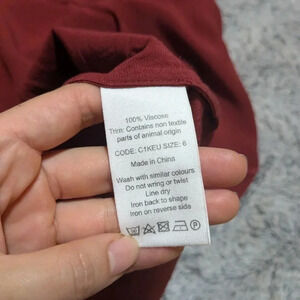 100% Viscose
Trim: Contains non textile
parts of animal origin
CODE: C1KEU SIZE: 6
Made in China
Wash with similar colours
Do not wring or twist
Line dry
Iron back to shape
Iron on reverse side